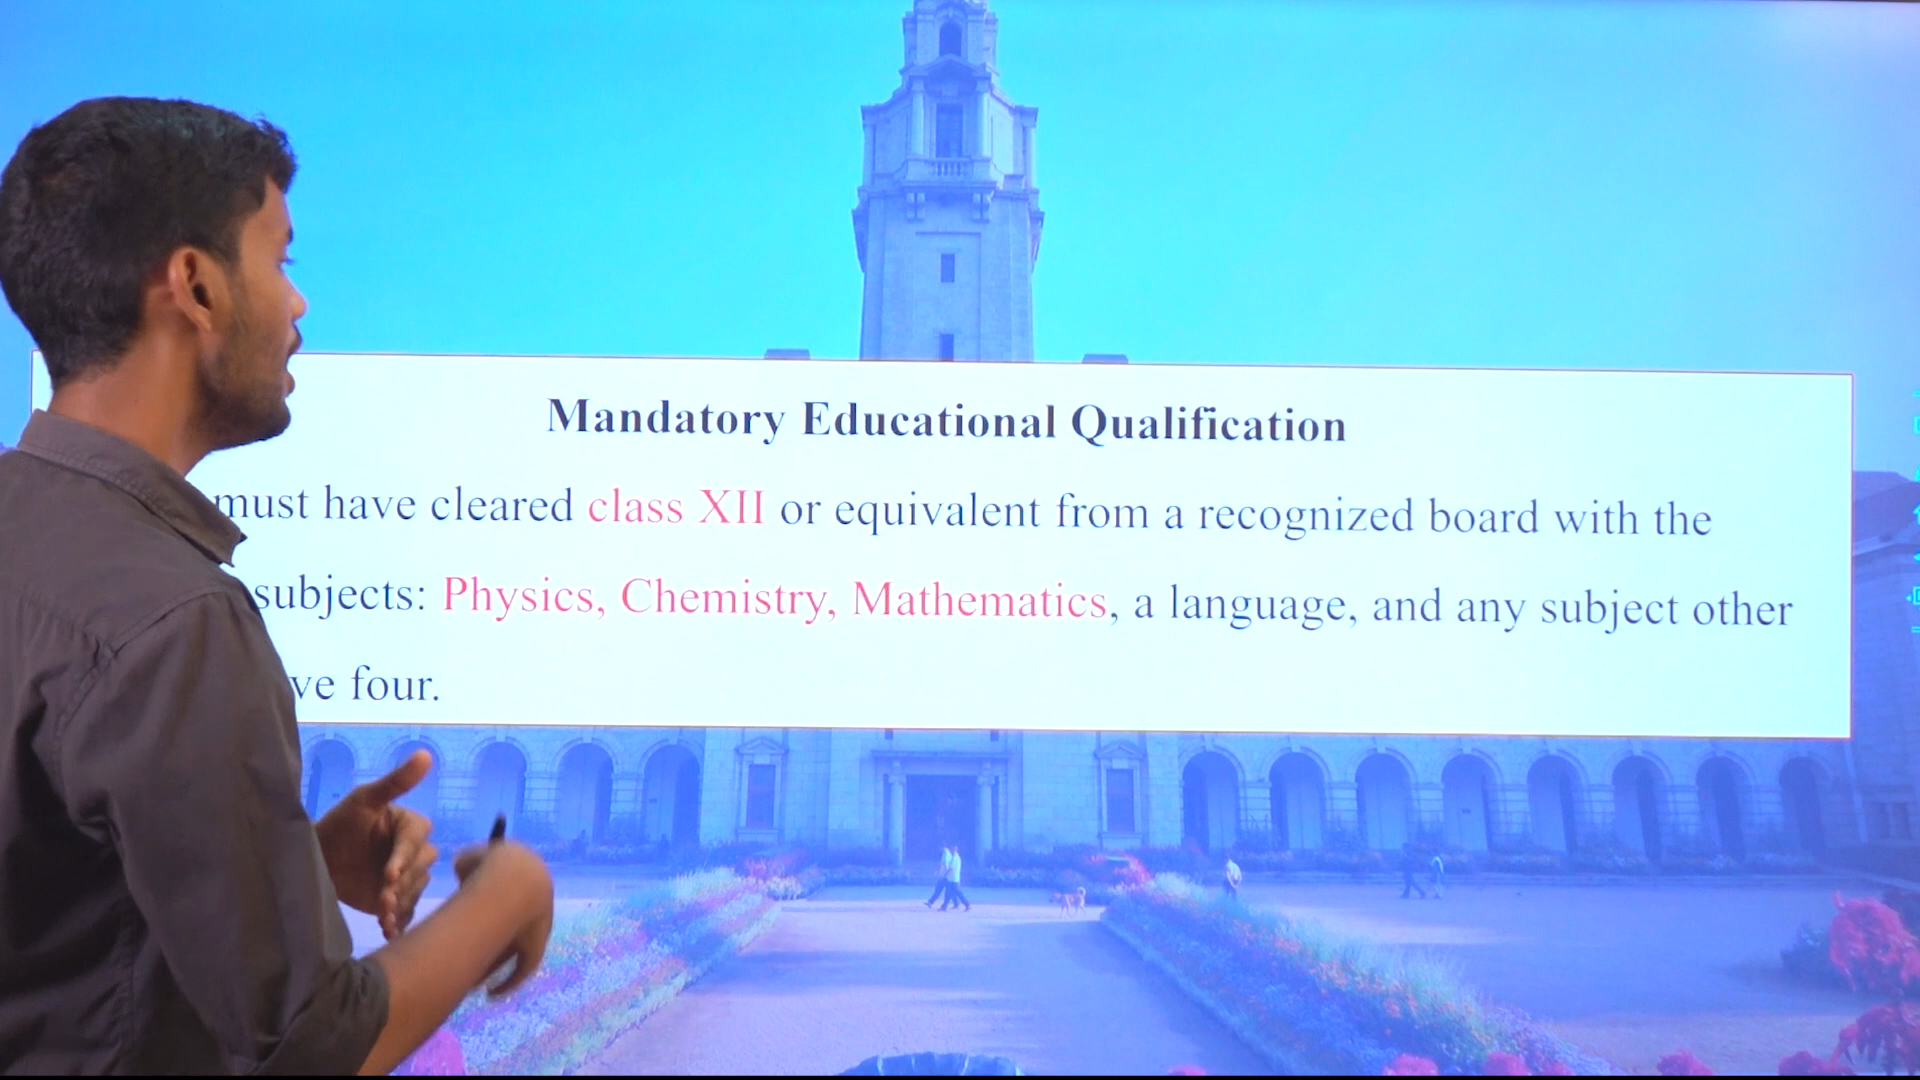 Mandatory Educational Qualification
must have cleared class XII or equivalent from a recognized board with the
subjects: Physics, Chemistry, Mathematics, a language, and any subject other
four.